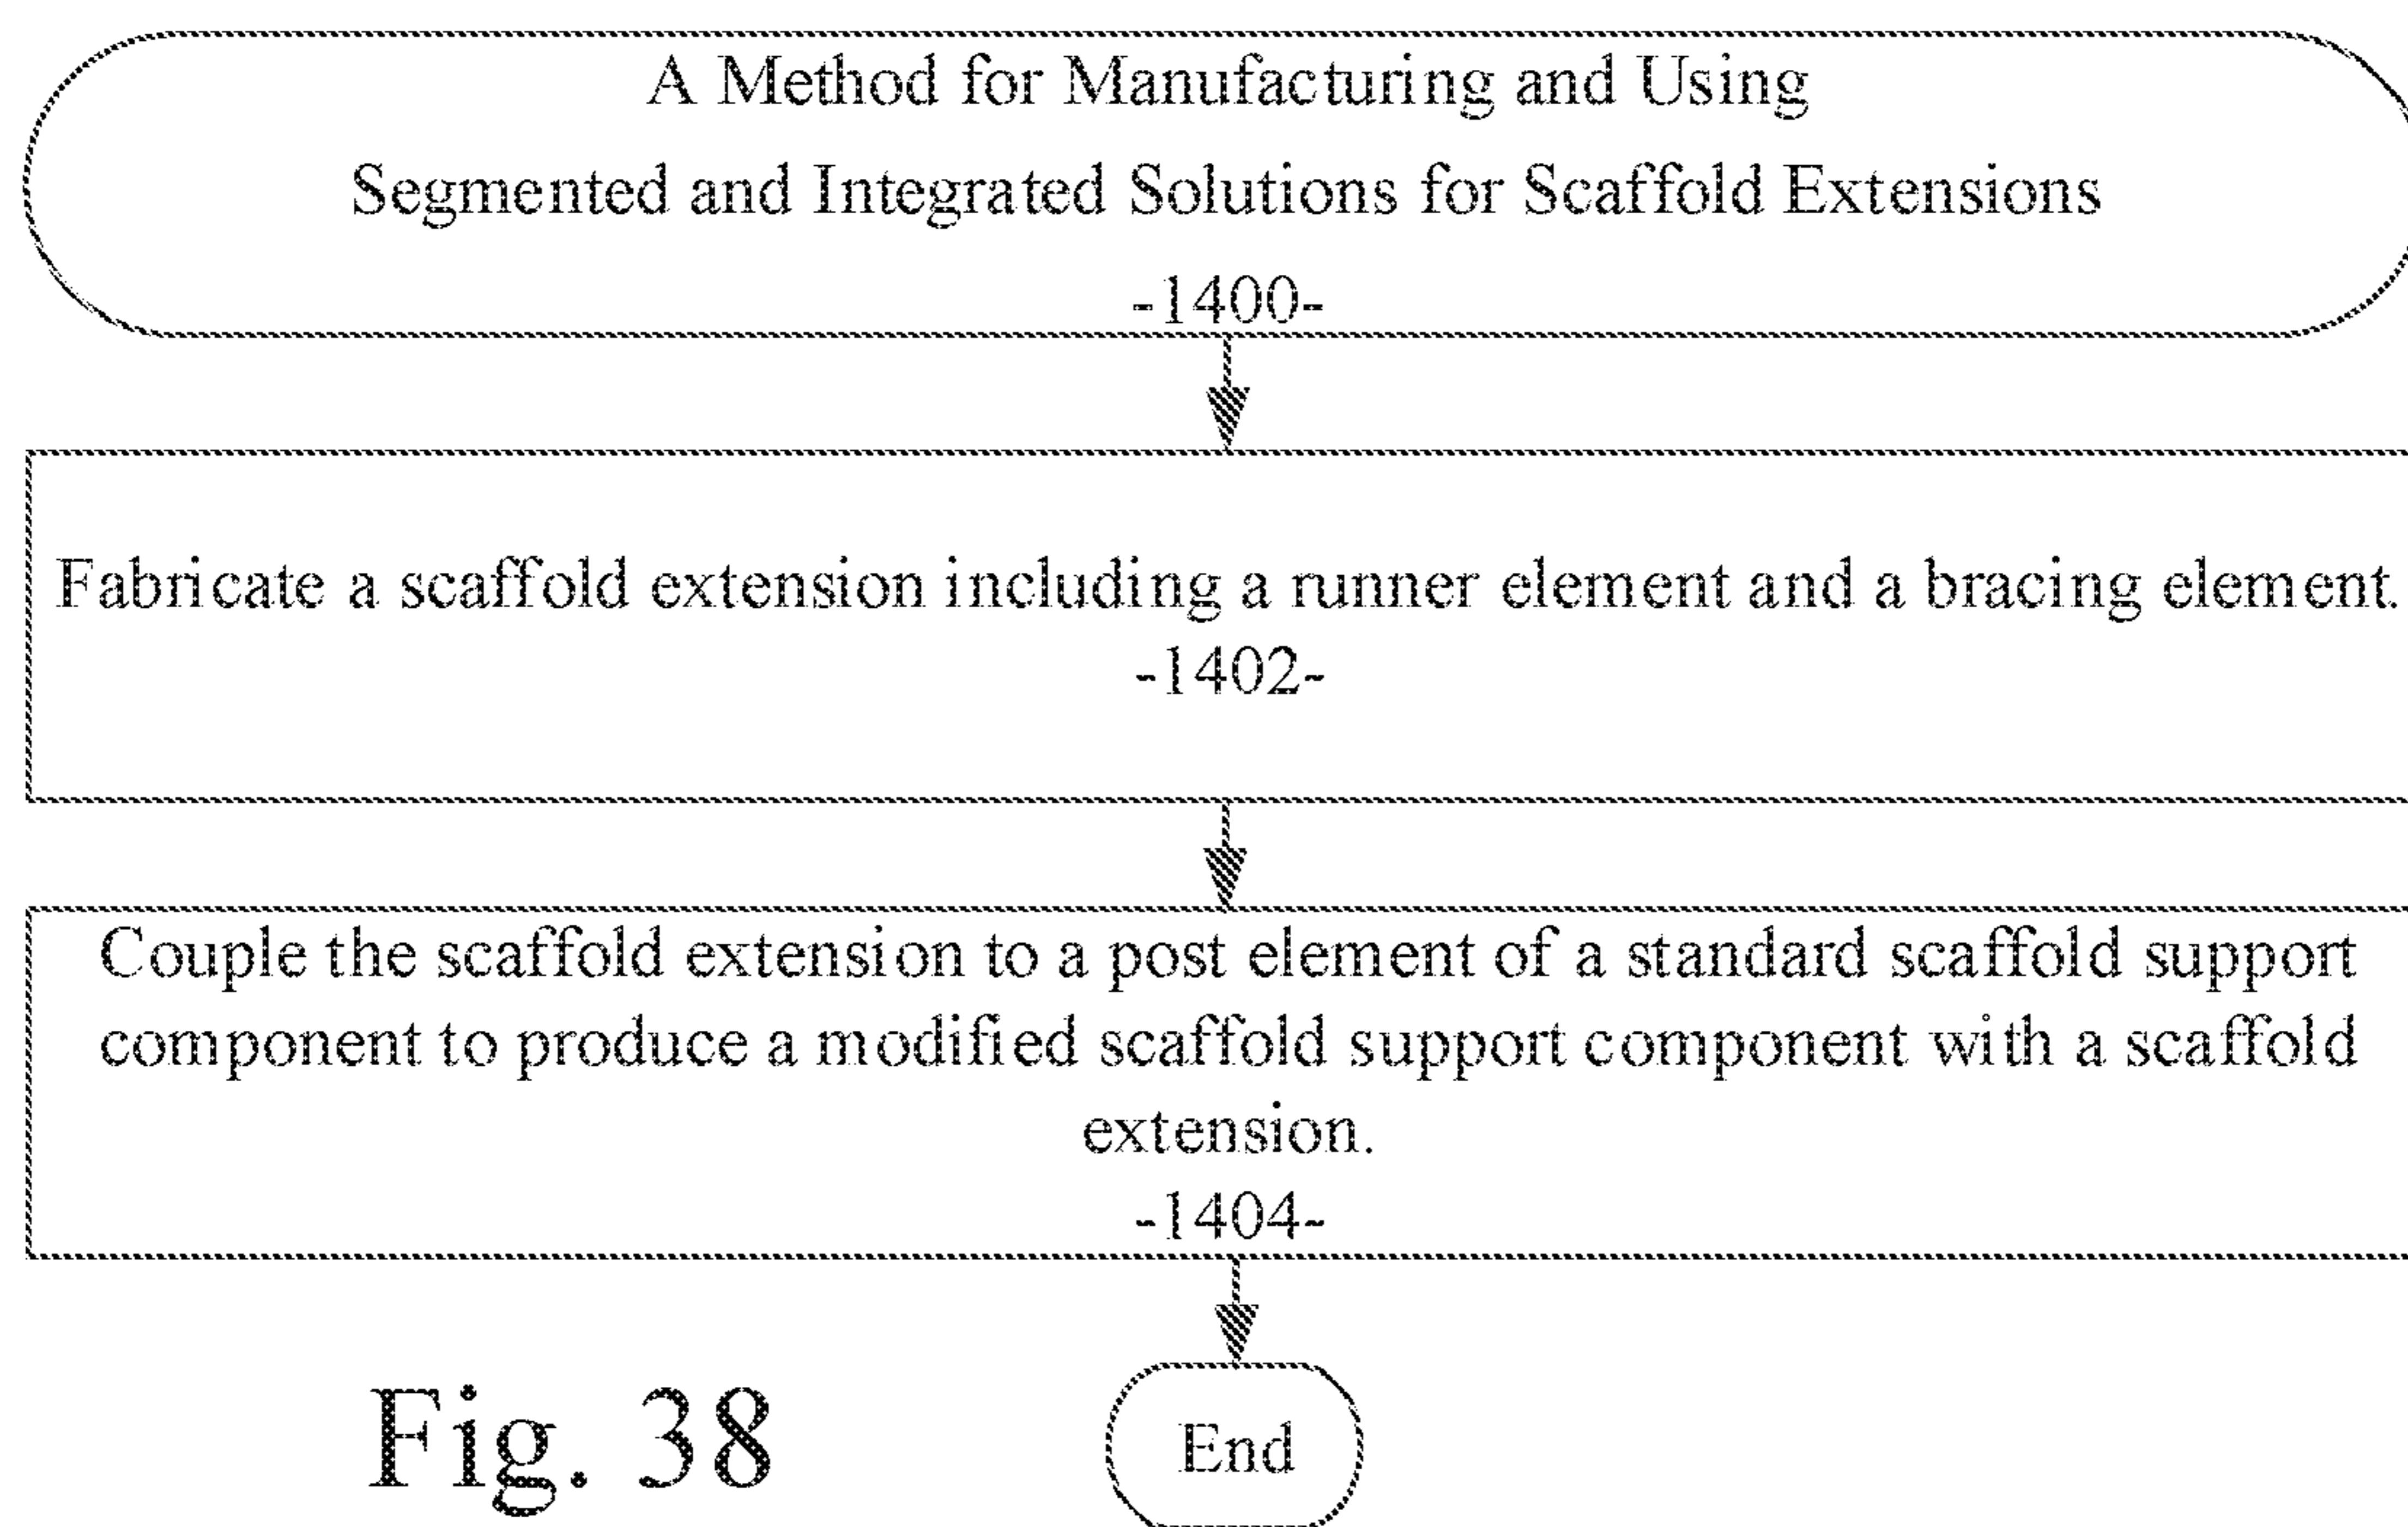 A Method for Manufacturing and Using
Segmented and Integrated Solutions for Scaffold Extensions
-1400-
Fabricate a scaffold extension including a runner element and a bracing element.
-1402-
Couple the scaffold extension to a post element of a standard scaffold support
component to produce a modified scaffold support component with a scaffold
extension.
-1404-
End
Fig. 38